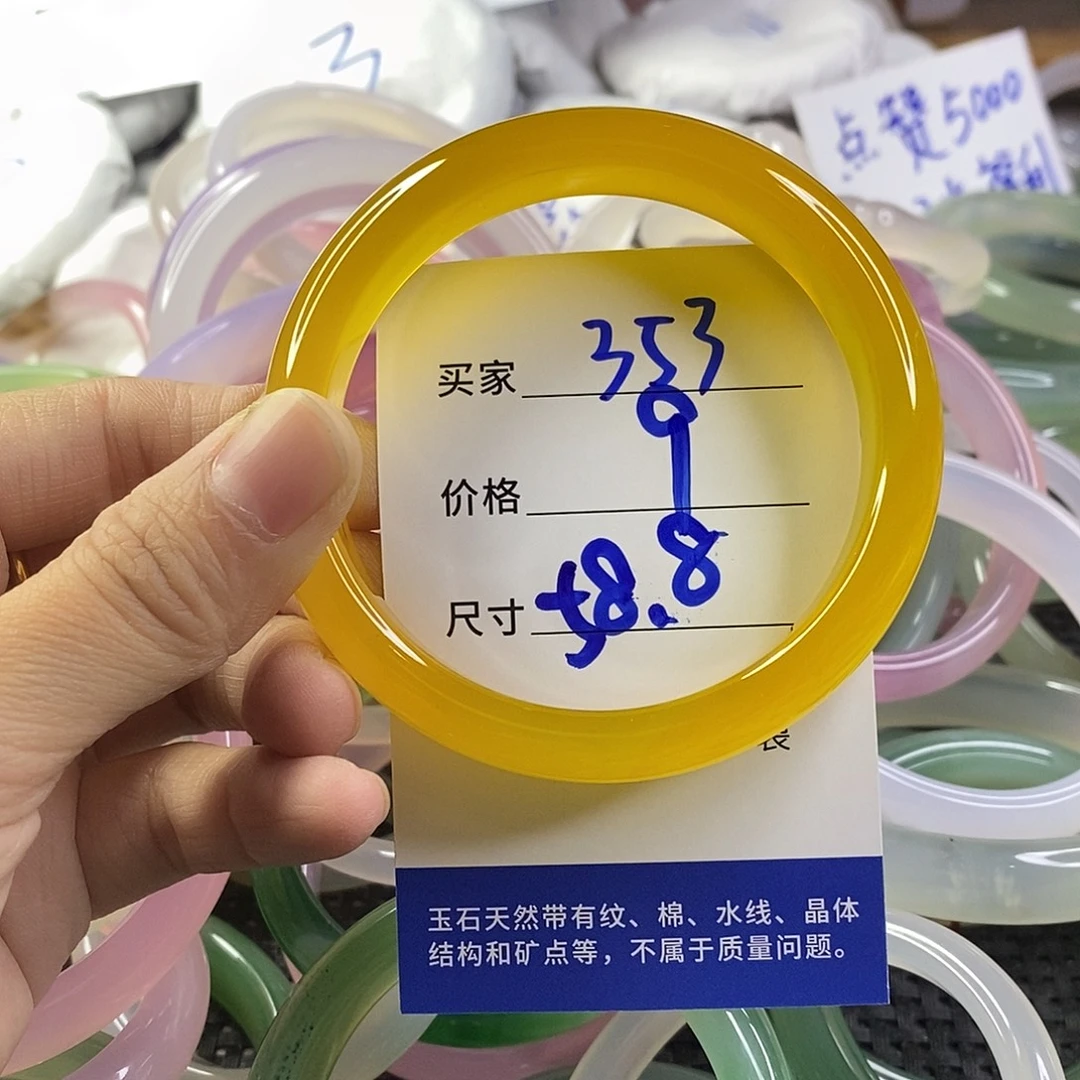 3
点赞5000
买家 353
价格
尺寸 58.8
玉石天然带有纹、棉、水线、晶体
结构和矿点等，不属于质量问题。